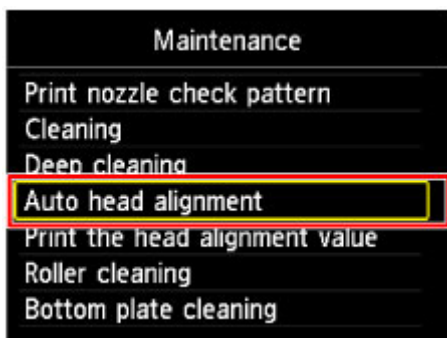 Maintenance
Print nozzle check pattern
Cleaning
Deep cleaning
Auto head alignment
Print the head alignment value
Roller cleaning
Bottom plate cleaning